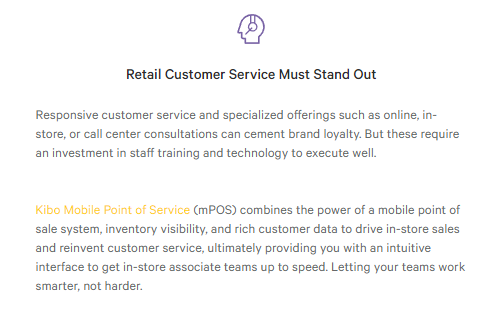 Retail Customer Service Must Stand Out
Responsive customer service and specialized offerings such as online, in-
store, or call center consultations can cement brand loyalty. But these require
an investment in staff training and technology to execute well.
Kibo Mobile Point of Service (mPOS) combines the power of a mobile point of
sale system, inventory visibility, and rich customer data to drive in-store sales
and reinvent customer service, ultimately providing you with an intuitive
interface to get in-store associate teams up to speed. Letting your teams work
smarter, not harder.